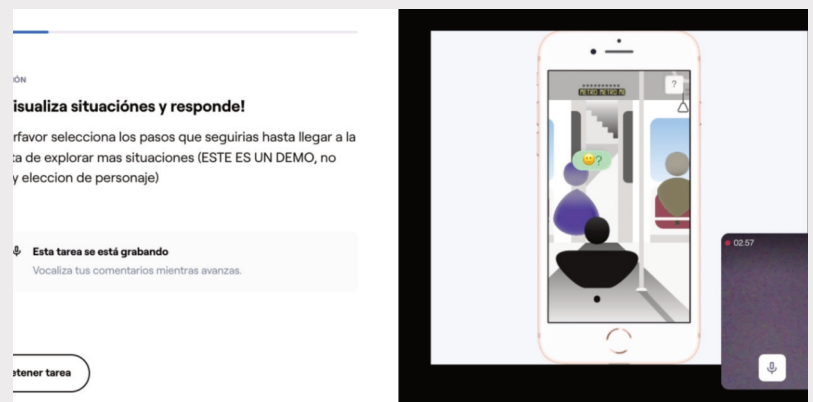 ÓN
isualiza situaciónes y responde!
rfavor selecciona los pasos que seguirias hasta llegar a la
ta de explorar mas situaciones (ESTE ES UN DEMO, no
y eleccion de personaje)
Esta tarea se está grabando
Vocaliza tus comentarios mientras avanzas.
etener tarea
?
?
02.57